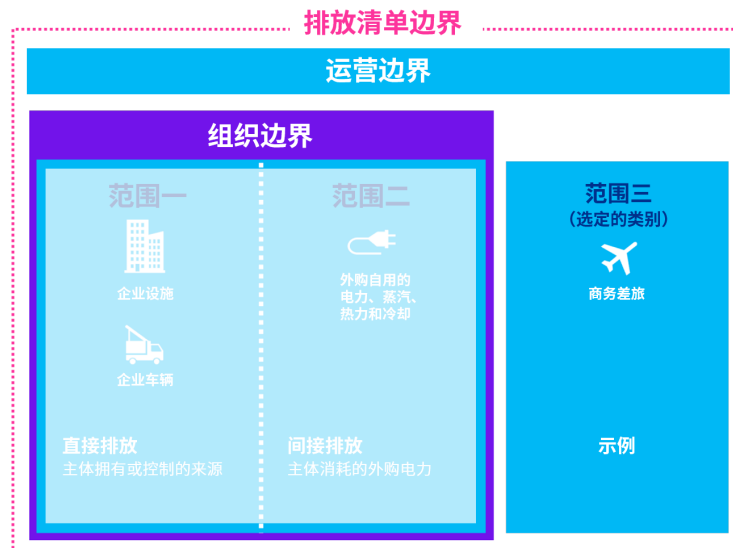 排放清单边界
运营边界
组织边界
范围一
企业设施
企业车辆
直接排放
主体拥有或控制的来源
范围二
外购自用的
电力、蒸汽、
热力和冷却
间接排放
主体消耗的外购电力
范围三
（选定的类别）
商务差旅
示例